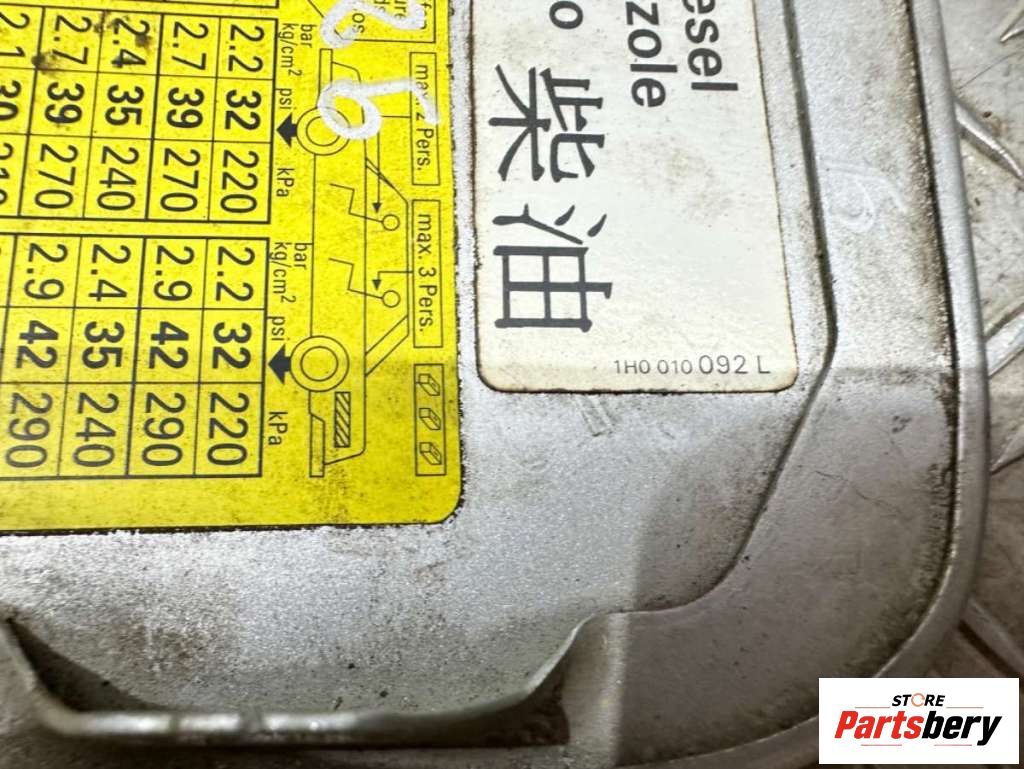 esel
zole
o
柴油
1H0 010 092 L
max. 2 Pers.
max. 3 Pers.
bar
kg/cm² psi kPa
bar
kg/cm² psi kPa
2.2 32 220 2.2 32 220
2.7 39 270 2.9 42 290
2.4 35 240 2.4 35 240
2.7 39 270 2.9 42 290
STORE
Partsbery